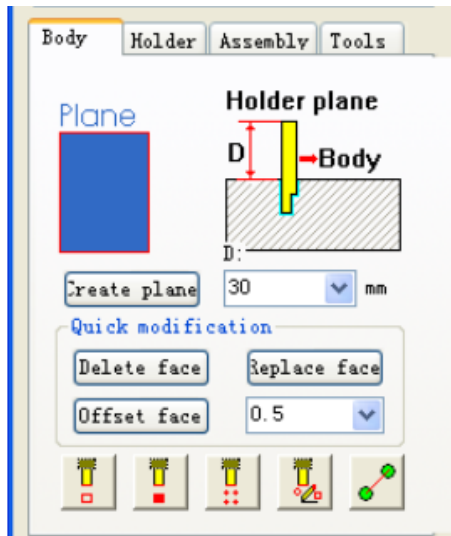 Body Holder Assembly Tools
Plane
Holder plane
D
Body
D:
Create plane 30 mm
Quick modification
Delete face Replace face
Offset face 0.5